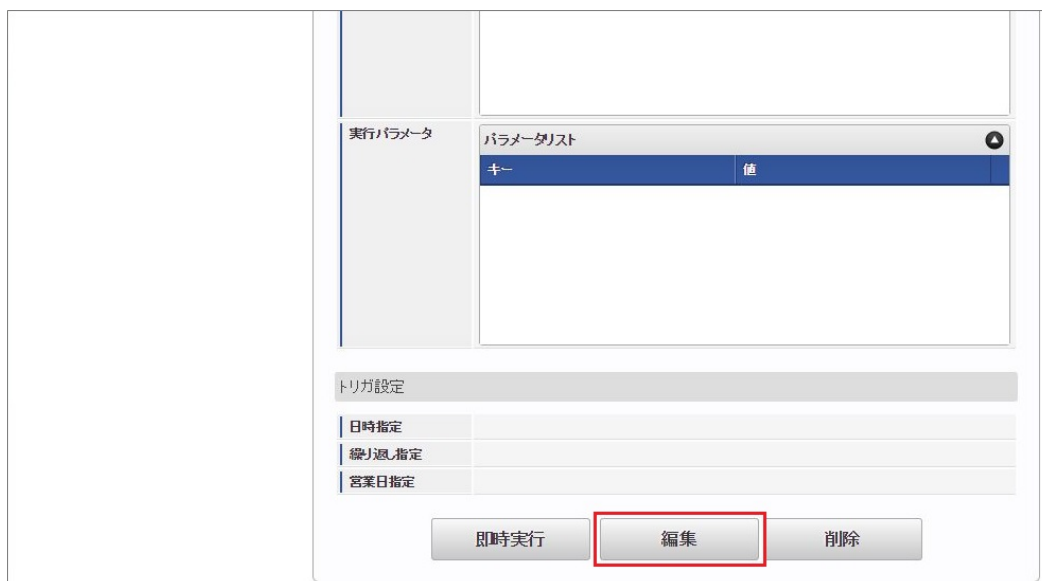 実行パラメータ
パラメータリスト
キー 値
トリガ設定
日時指定
繰り返し指定
営業日指定
即時実行 編集 削除